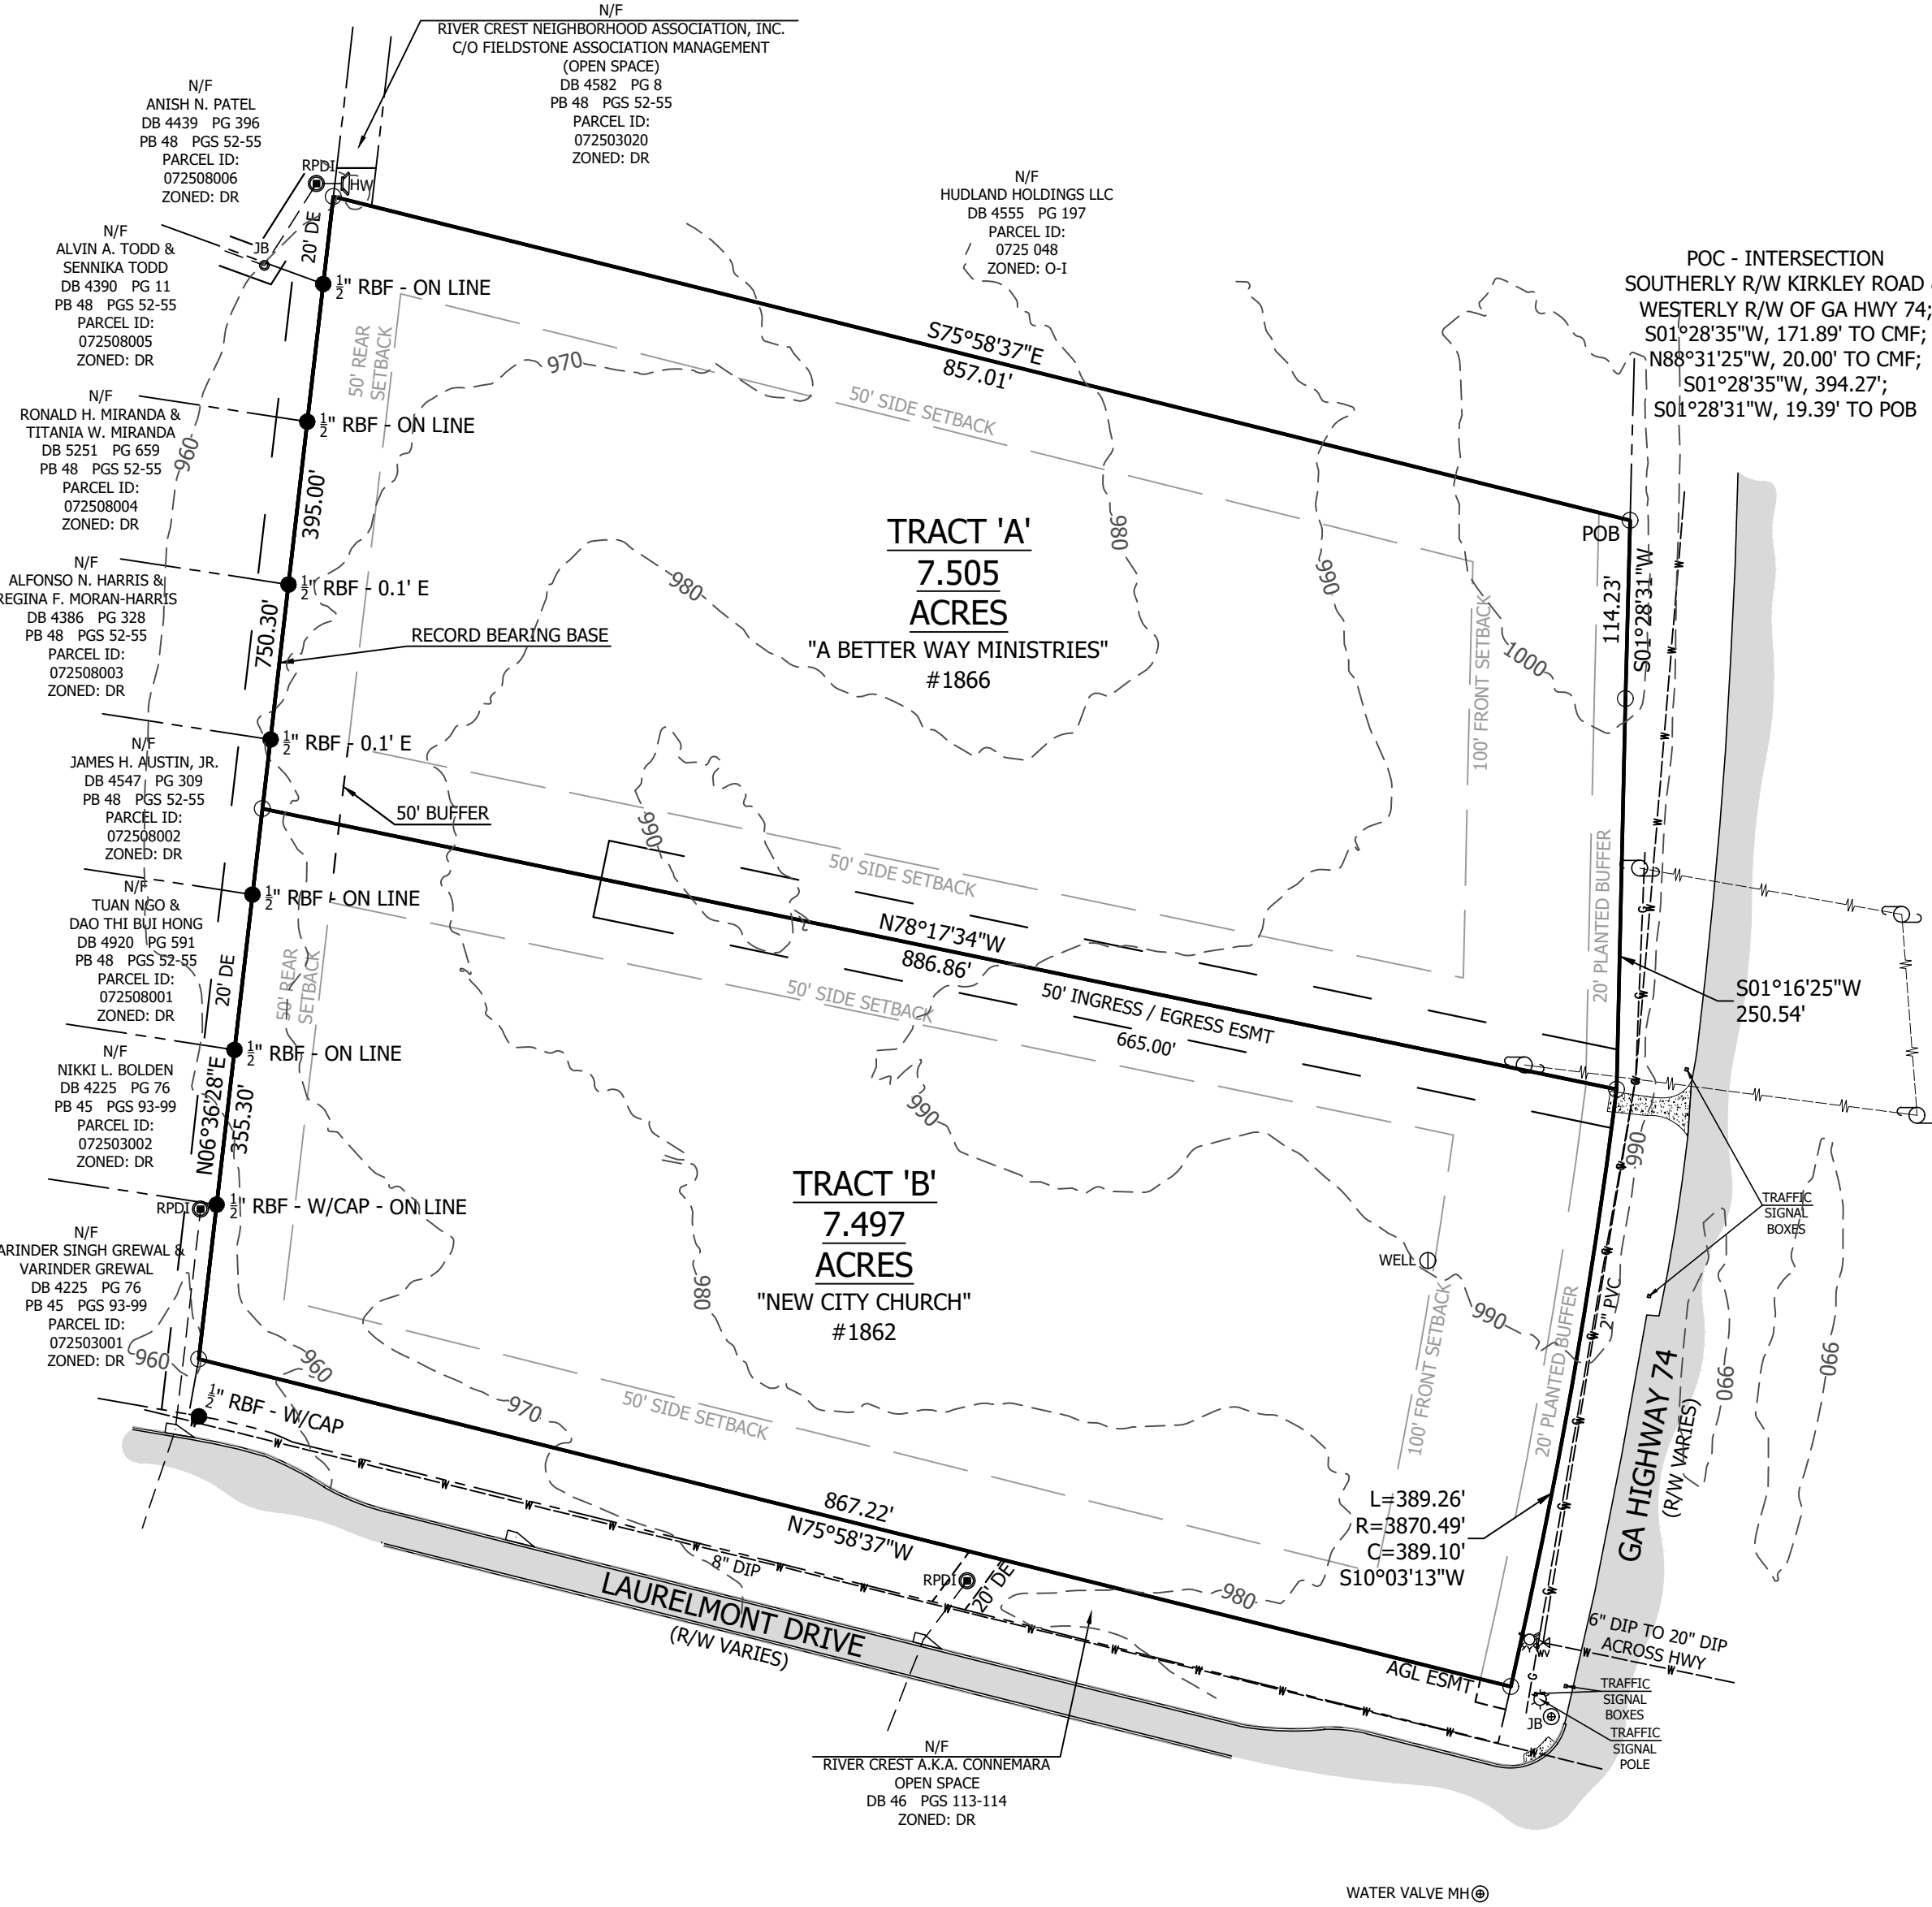 N/F
RIVER CREST NEIGHBORHOOD ASSOCIATION, INC.
C/O FIELDSTONE ASSOCIATION MANAGEMENT
(OPEN SPACE)
DB 4582 PG 8
PB 48 PGS 52-55
PARCEL ID:
072503020
ZONED: DR
N/F
ANISH N. PATEL
DB 4439 PG 396
PB 48 PGS 52-55
PARCEL ID:
072508006
ZONED: DR
RPDI
HW
N/F
HUDLAND HOLDINGS LLC
DB 4555 PG 197
PARCEL ID:
0725 048
ZONED: O-I
N/F
ALVIN A. TODD &
SENNIKA TODD
DB 4390 PG 11
PB 48 PGS 52-55
PARCEL ID:
072508005
ZONED: DR
JB
20' DE
½" RBF - ON LINE
POC - INTERSECTION
SOUTHERLY R/W KIRKLEY ROAD
WESTERLY R/W OF GA HWY 74;
S01°28'35"W, 171.89' TO CMF;
N88°31'25"W, 20.00' TO CMF;
S01°28'35"W, 394.27';
S01°28'31"W, 19.39' TO POB
50' REAR
SETBACK
970
S75°58'37"E
857.01'
50' SIDE SETBACK
N/F
RONALD H. MIRANDA &
TITANIA W. MIRANDA
DB 5251 PG 659
PB 48 PGS 52-55
PARCEL ID:
072508004
ZONED: DR
960
½" RBF - ON LINE
395.00'
TRACT 'A'
7.505
ACRES
"A BETTER WAY MINISTRIES"
#1866
980
980
990
1000
POB
114.23'
S01°28'31"W
100' FRONT SETBACK
N/F
ALFONSO N. HARRIS &
REGINA F. MORAN-HARRIS
DB 4386 PG 328
PB 48 PGS 52-55
PARCEL ID:
072508003
ZONED: DR
½" RBF - 0.1' E
750.30'
RECORD BEARING BASE
N/F
JAMES H. AUSTIN, JR.
DB 4547 PG 309
PB 48 PGS 52-55
PARCEL ID:
072508002
ZONED: DR
½" RBF - 0.1' E
50' BUFFER
990
50' SIDE SETBACK
20' PLANTED BUFFER
N/F
TUAN NGO &
DAO THI BUI HONG
DB 4920 PG 591
PB 48 PGS 52-55
PARCEL ID:
072508001
ZONED: DR
½" RBF - ON LINE
20' DE
50' REAR
SETBACK
N78°17'34"W
886.86'
50' SIDE SETBACK
50' INGRESS / EGRESS ESMT
665.00'
S01°16'25"W
250.54'
N/F
NIKKI L. BOLDEN
DB 4225 PG 76
PB 45 PGS 93-99
PARCEL ID:
072503002
ZONED: DR
½" RBF - ON LINE
N06°36'28"E
355.30'
990
990
TRACT 'B'
7.497
ACRES
"NEW CITY CHURCH"
#1862
RPDI
½" RBF - W/CAP - ON LINE
TRAFFIC
SIGNAL
BOXES
N/F
VARINDER GREWAL
DB 4225 PG 76
PB 45 PGS 93-99
PARCEL ID:
072503001
ZONED: DR
960
960
980
WELL
990
100' FRONT SETBACK
20' PLANTED BUFFER
2" PVC
990
990
GA HIGHWAY 74
(R/W VARIES)
½" RBF - W/CAP
970
50' SIDE SETBACK
867.22'
N75°58'37"W
L=389.26'
R=3870.49'
C=389.10'
S10°03'13"W
8" DIP
RPDI
20' DE
980
LAURELMONT DRIVE
(R/W VARIES)
6" DIP TO 20" DIP
ACROSS HWY
WV
AGL ESMT
TRAFFIC
SIGNAL
BOXES
JB
TRAFFIC
SIGNAL
POLE
N/F
RIVER CREST A.K.A. CONNEMARA
OPEN SPACE
DB 46 PGS 113-114
ZONED: DR
WATER VALVE MH